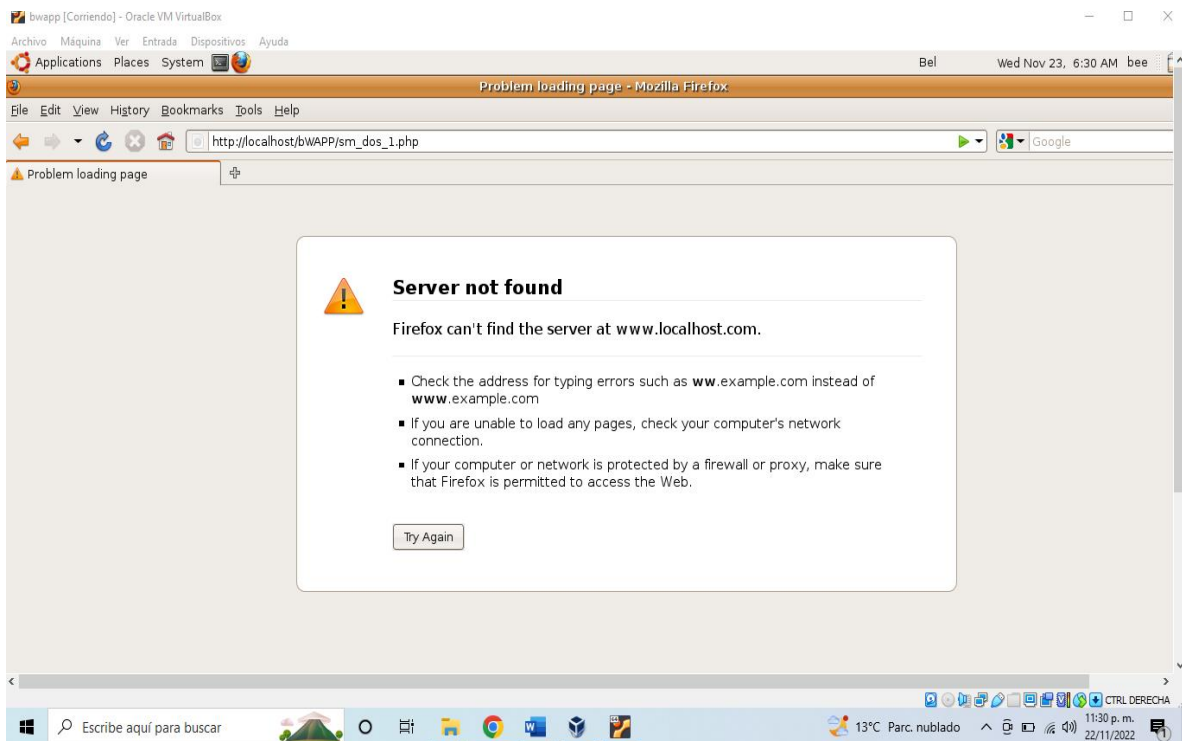 bwapp [Corriendo] - Oracle VM VirtualBox
Archivo Máquina Ver Entrada Dispositivos Ayuda
Applications Places System Bel Wed Nov 23, 6:30 AM bee
Problem loading page - Mozilla Firefox
File Edit View History Bookmarks Tools Help
http://localhost/bWAPP/sm_dos_1.php Google
Problem loading page
Server not found
Firefox can't find the server at www.localhost.com.
Check the address for typing errors such as ww.example.com instead of
www.example.com
If you are unable to load any pages, check your computer's network
connection.
If your computer or network is protected by a firewall or proxy, make sure
that Firefox is permitted to access the Web.
Try Again
CTRL DERECHA
Escribe aquí para buscar
13°C Parc. nublado
11:30 p. m.
22/11/2022